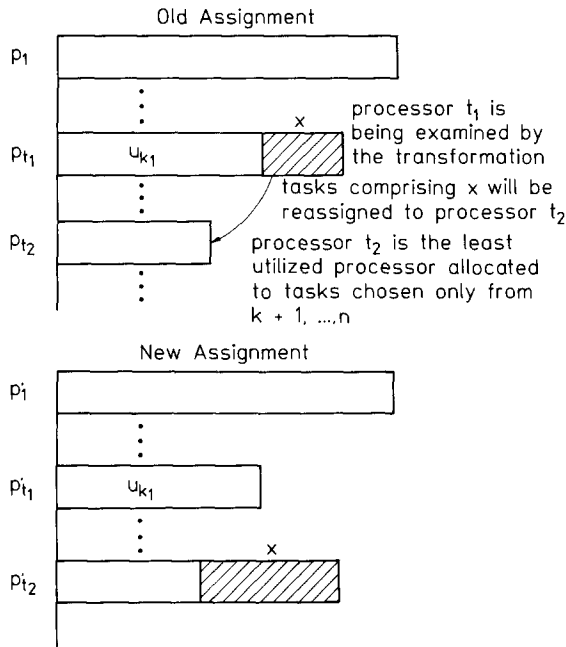 Old Assignment
p₁
x
processor t₁ is
being examined by
the transformation
pₜ₁
uₖ₁
tasks comprising x will be
reassigned to processor t₂
pₜ₂
processor t₂ is the least
utilized processor allocated
to tasks chosen only from
k + 1, ...,n
New Assignment
p'₁
p'ₜ₁
uₖ₁
x
p'ₜ₂